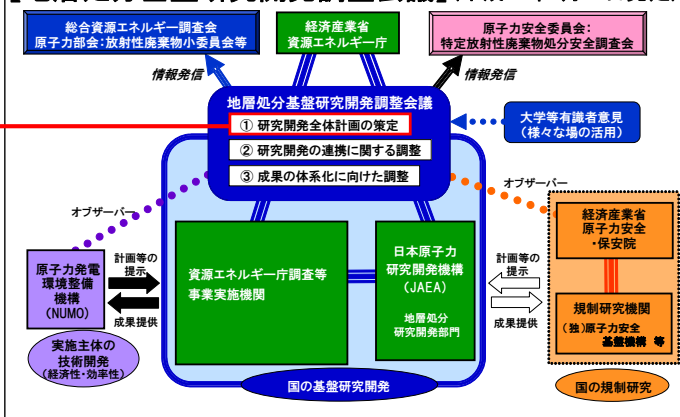 総合資源エネルギー調査会
原子力部会:放射性廃棄物小委員会等
経済産業省
資源エネルギー庁
原子力安全委員会:
特定放射性廃棄物処分安全調査会
情報発信
情報発信
地層処分基盤研究開発調整会議
① 研究開発全体計画の策定
② 研究開発の連携に関する調整
③ 成果の体系化に向けた調整
大学等有識者意見
(様々な場の活用)
オブザーバー
オブザーバー
原子力発電
環境整備
機構
(NUMO)
計画等の
提示
成果提供
実施主体の
技術開発
(経済性・効率性)
資源エネルギー庁調査等
事業実施機関
日本原子力
研究開発機構
(JAEA)
地層処分
研究開発部門
計画等の
提示
成果提供
経済産業省
原子力安全
・保安院
規制研究機関
(独)原子力安全
基盤機構 等
国の基盤研究開発
国の規制研究